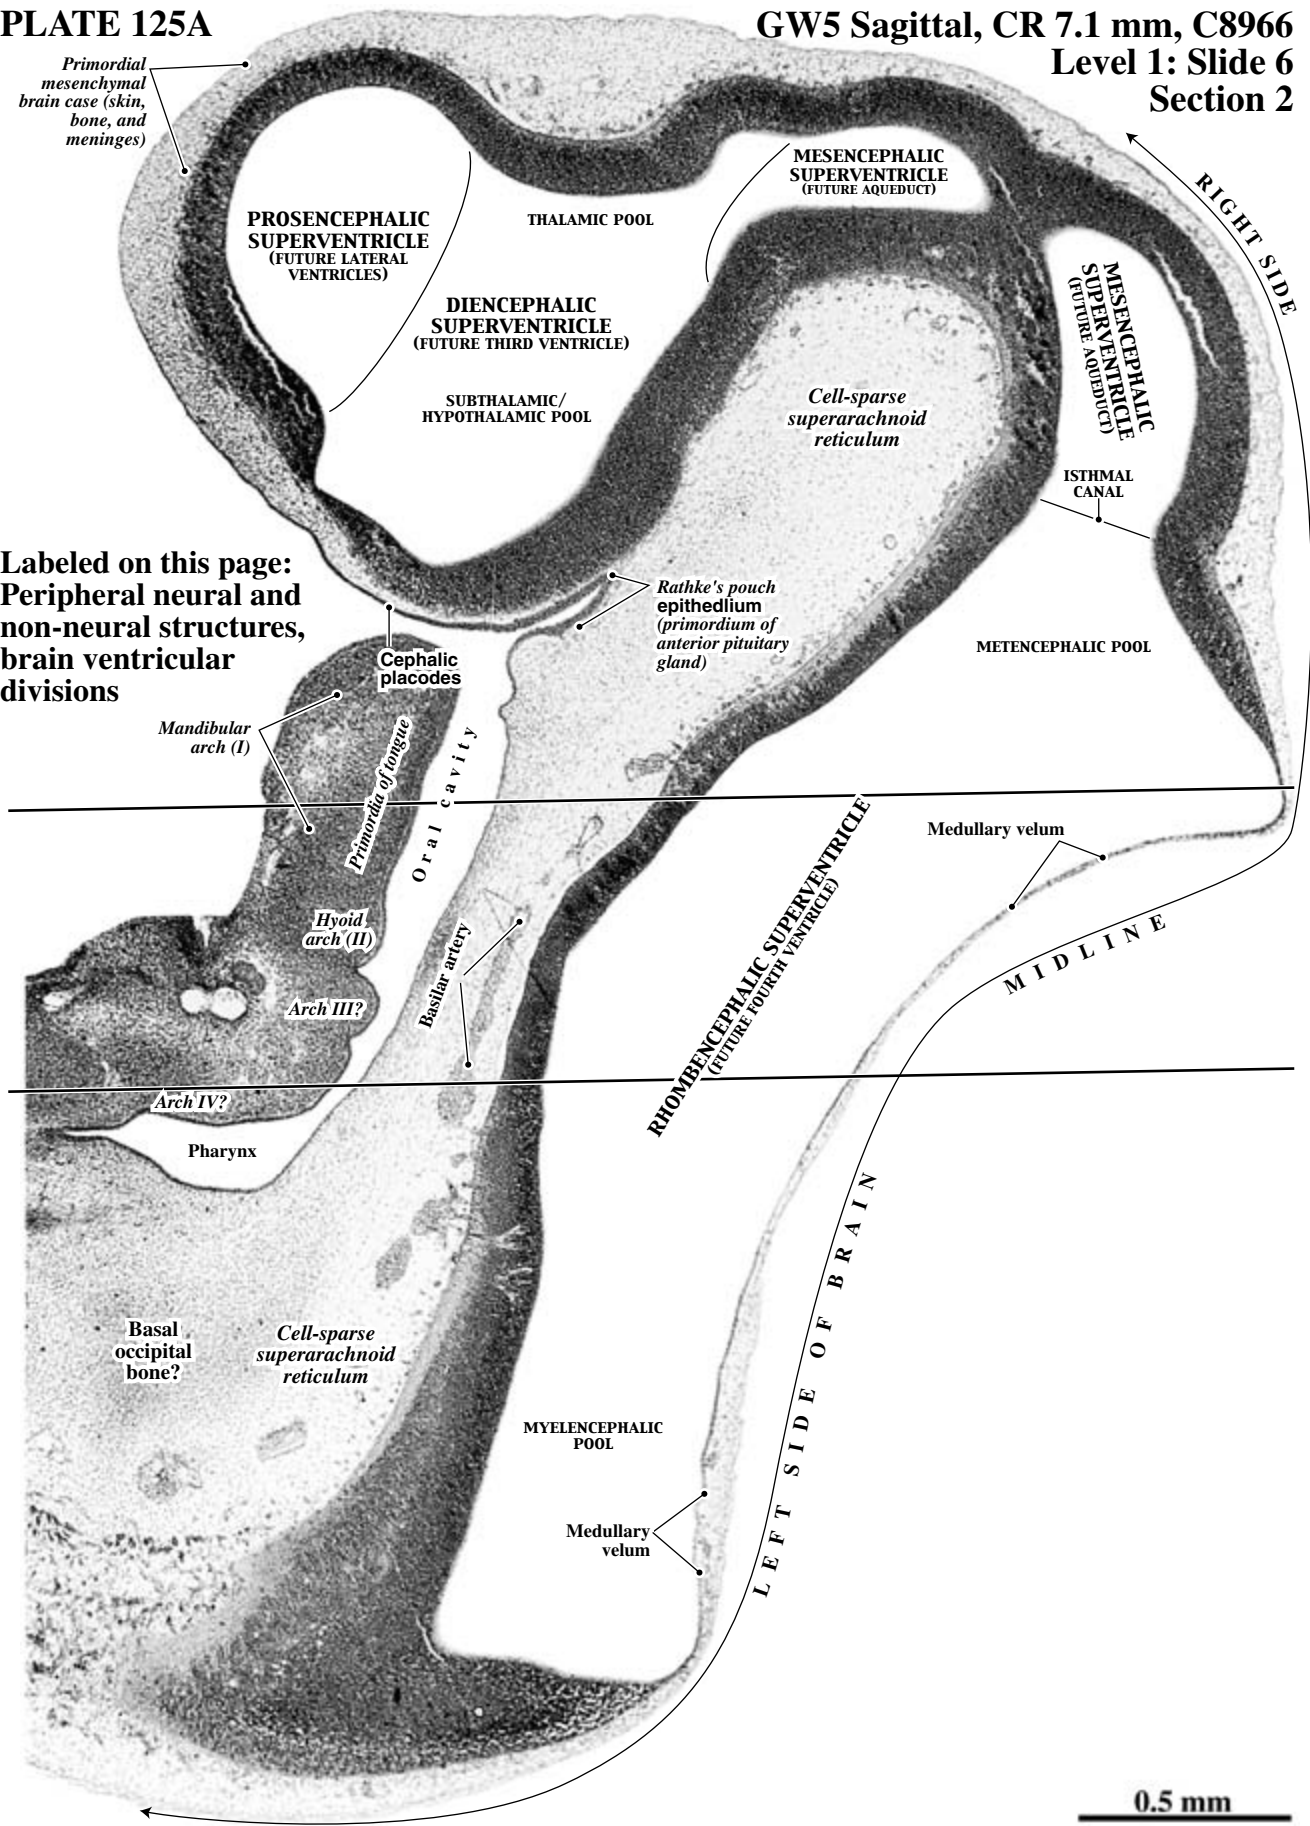 PLATE 125A
GW5 Sagittal, CR 7.1 mm, C8966
Level 1: Slide 6
Section 2
Primordial
mesenchymal
brain case (skin,
bone, and
meninges)
RIGHT SIDE
MESENCEPHALIC
SUPERVENTRICLE
(FUTURE AQUEDUCT)
PROSENCEPHALIC
SUPERVENTRICLE
(FUTURE LATERAL
VENTRICLES)
THALAMIC POOL
DIENCEPHALIC
SUPERVENTRICLE
(FUTURE THIRD VENTRICLE)
MESENCEPHALIC
SUPERVENTRICLE
(FUTURE AQUEDUCT)
SUBTHALAMIC/
HYPOTHALAMIC POOL
Cell-sparse
superarachnoid
reticulum
ISTHMAL
CANAL
Labeled on this page:
Peripheral neural and
non-neural structures,
brain ventricular
divisions
Rathke's pouch
epithedlium
(primordium of
anterior pituitary
gland)
METENCEPHALIC POOL
Cephalic
placodes
Mandibular
arch (I)
Primordia of tongue
Oral cavity
Medullary velum
RHOMBENCEPHALIC SUPERVENTRICLE
(FUTURE FOURTH VENTRICLE)
Hyoid
arch (II)
Basilar artery
MIDLINE
Arch III?
Arch IV?
Pharynx
LEFT SIDE OF BRAIN
Basal
occipital
bone?
Cell-sparse
superarachnoid
reticulum
MYELENCEPHALIC
POOL
Medullary
velum
0.5 mm